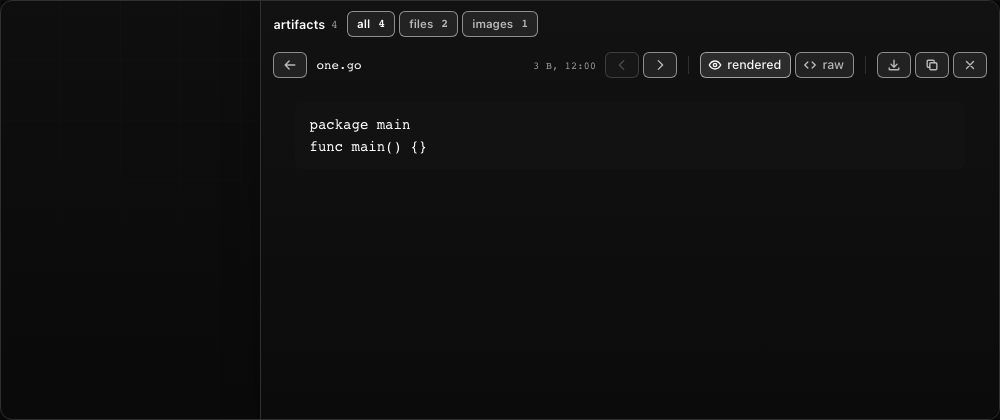 artifacts 4 all 4 files 2 images 1
one.go 3 B, 12:00 rendered raw
package main
func main() {}